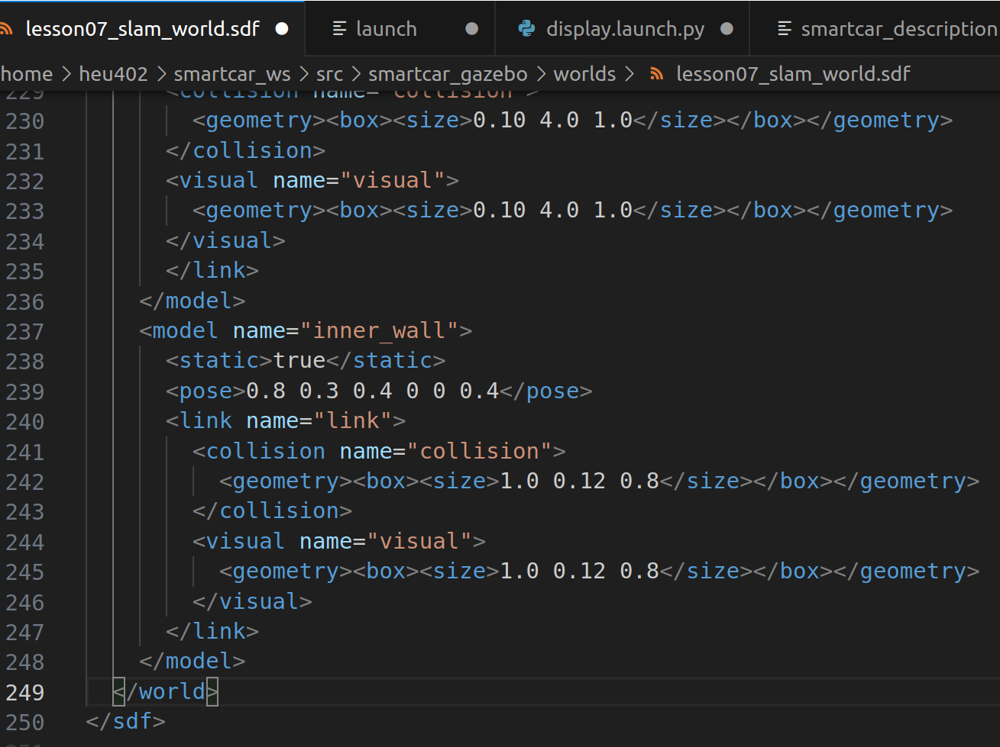 lesson07_slam_world.sdf ● launch ● display.launch.py ● smartcar_description
home > heu402 > smartcar_ws > src > smartcar_gazebo > worlds > lesson07_slam_world.sdf
229 <collision name="collision">
230 <geometry><box><size>0.10 4.0 1.0</size></box></geometry>
231 </collision>
232 <visual name="visual">
233 <geometry><box><size>0.10 4.0 1.0</size></box></geometry>
234 </visual>
235 </link>
236 </model>
237 <model name="inner_wall">
238 <static>true</static>
239 <pose>0.8 0.3 0.4 0 0 0.4</pose>
240 <link name="link">
241 <collision name="collision">
242 <geometry><box><size>1.0 0.12 0.8</size></box></geometry>
243 </collision>
244 <visual name="visual">
245 <geometry><box><size>1.0 0.12 0.8</size></box></geometry>
246 </visual>
247 </link>
248 </model>
249 </world>
250 </sdf>